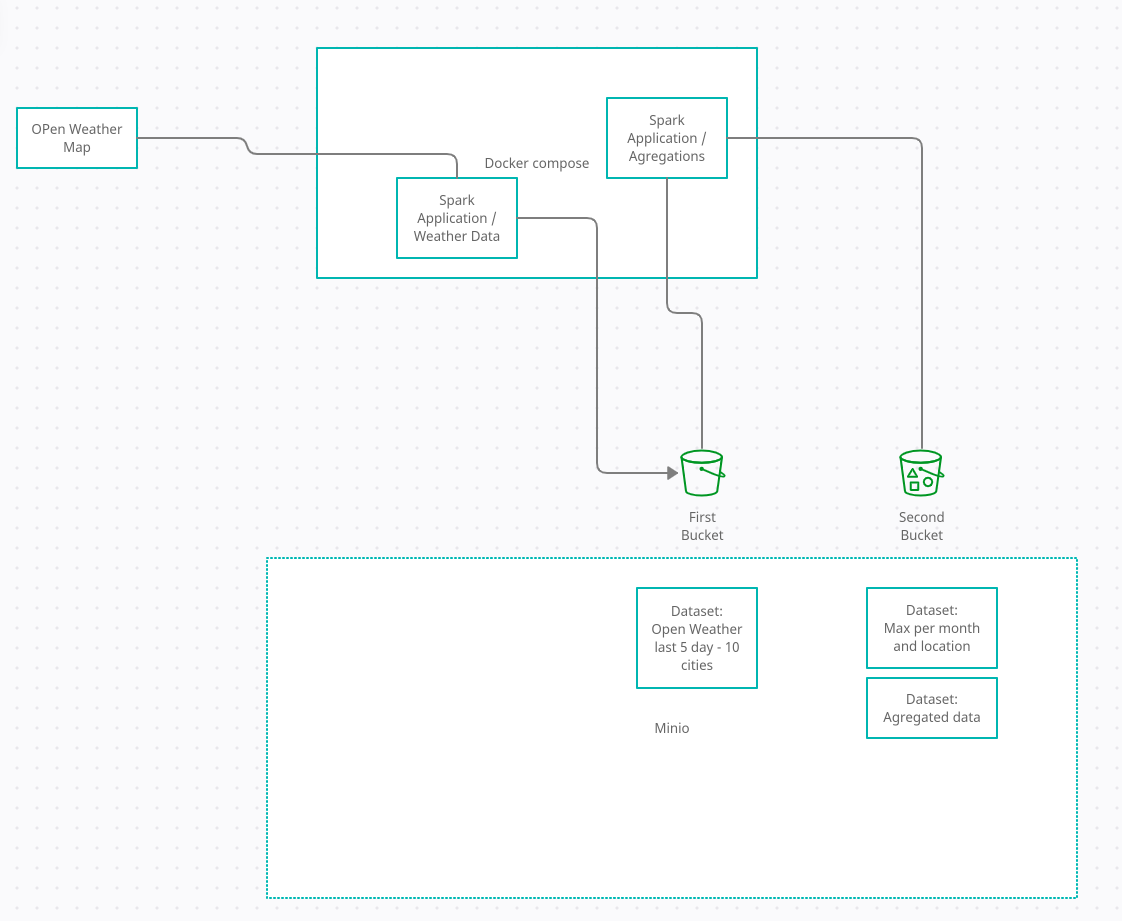 OPen Weather
Map
Spark
Application /
Agregations
Docker compose
Spark
Application /
Weather Data
First
Bucket
Second
Bucket
Dataset:
Open Weather
last 5 day - 10
cities
Dataset:
Max per month
and location
Dataset:
Agregated data
Minio